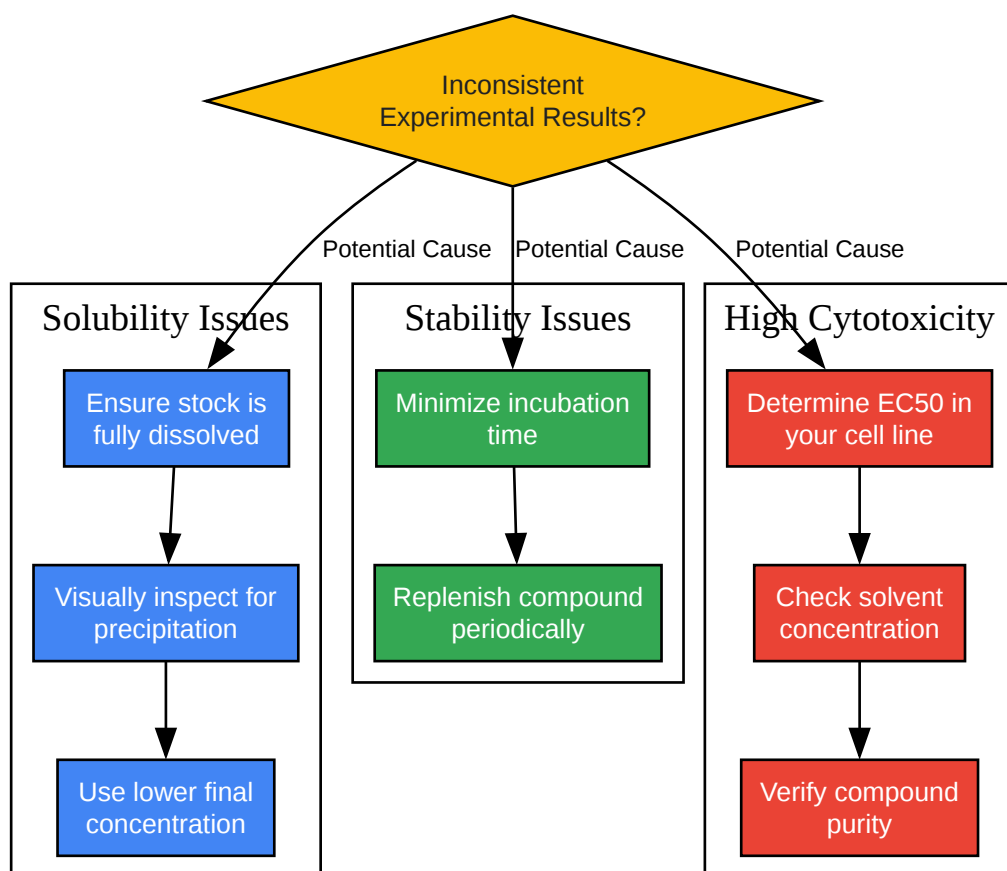 Inconsistent
Experimental Results?
Potential Cause
Potential Cause
Potential Cause
Solubility Issues
Ensure stock is
fully dissolved
Visually inspect for
precipitation
Use lower final
concentration
Stability Issues
Minimize incubation
time
Replenish compound
periodically
High Cytotoxicity
Determine EC50 in
your cell line
Check solvent
concentration
Verify compound
purity